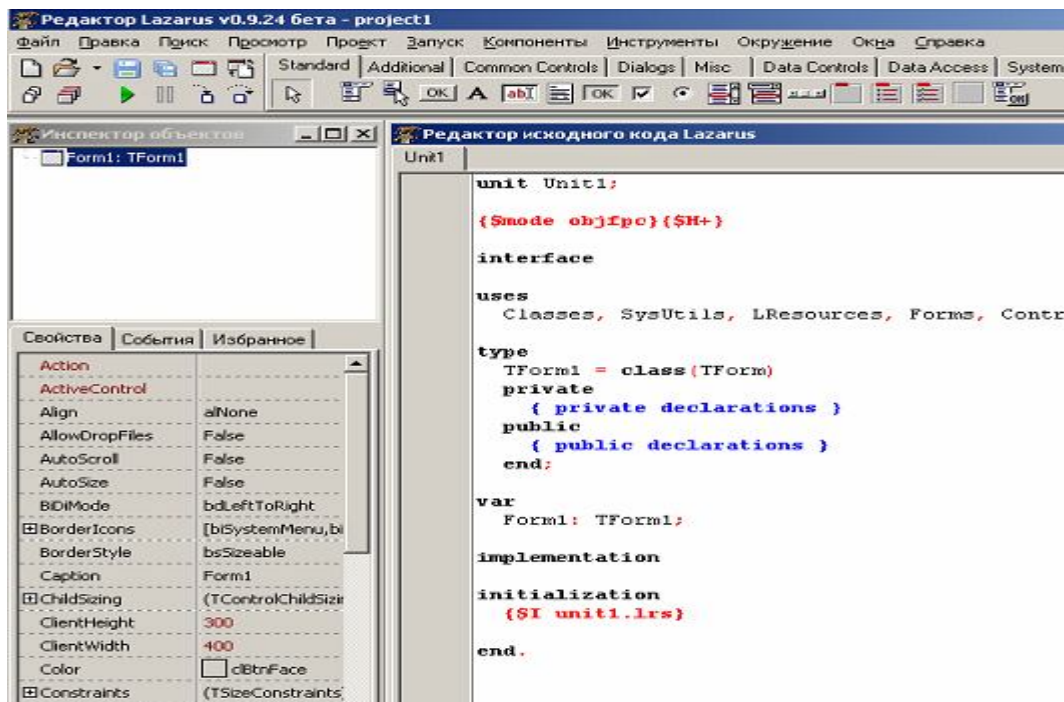 Редактор Lazarus v0.9.24 бета - project1
Файл Правка Поиск Просмотр Проект Запуск Компоненты Инструменты Окружение Окна Справка
Standard Additional Common Controls Dialogs Misc Data Controls Data Access System
OK A abI OK OK
Инспектор объектов
Form1: TForm1
Свойства События Избранное
Action
ActiveControl
Align alNone
AllowDropFiles False
AutoScroll False
AutoSize False
BiDiMode bdLeftToRight
BorderIcons [biSystemMenu,bi
BorderStyle bsSizeable
Caption Form1
ChildSizing (TControlChildSizin
ClientHeight 300
ClientWidth 400
Color clBtnFace
Constraints (TSizeConstraints)
Редактор исходного кода Lazarus
Unit1
unit Unit1;
{$mode objfpc}{$H+}
interface
uses
Classes, SysUtils, LResources, Forms, Contr
type
TForm1 = class(TForm)
private
{ private declarations }
public
{ public declarations }
end;
var
Form1: TForm1;
implementation
initialization
{$I unit1.lrs}
end.